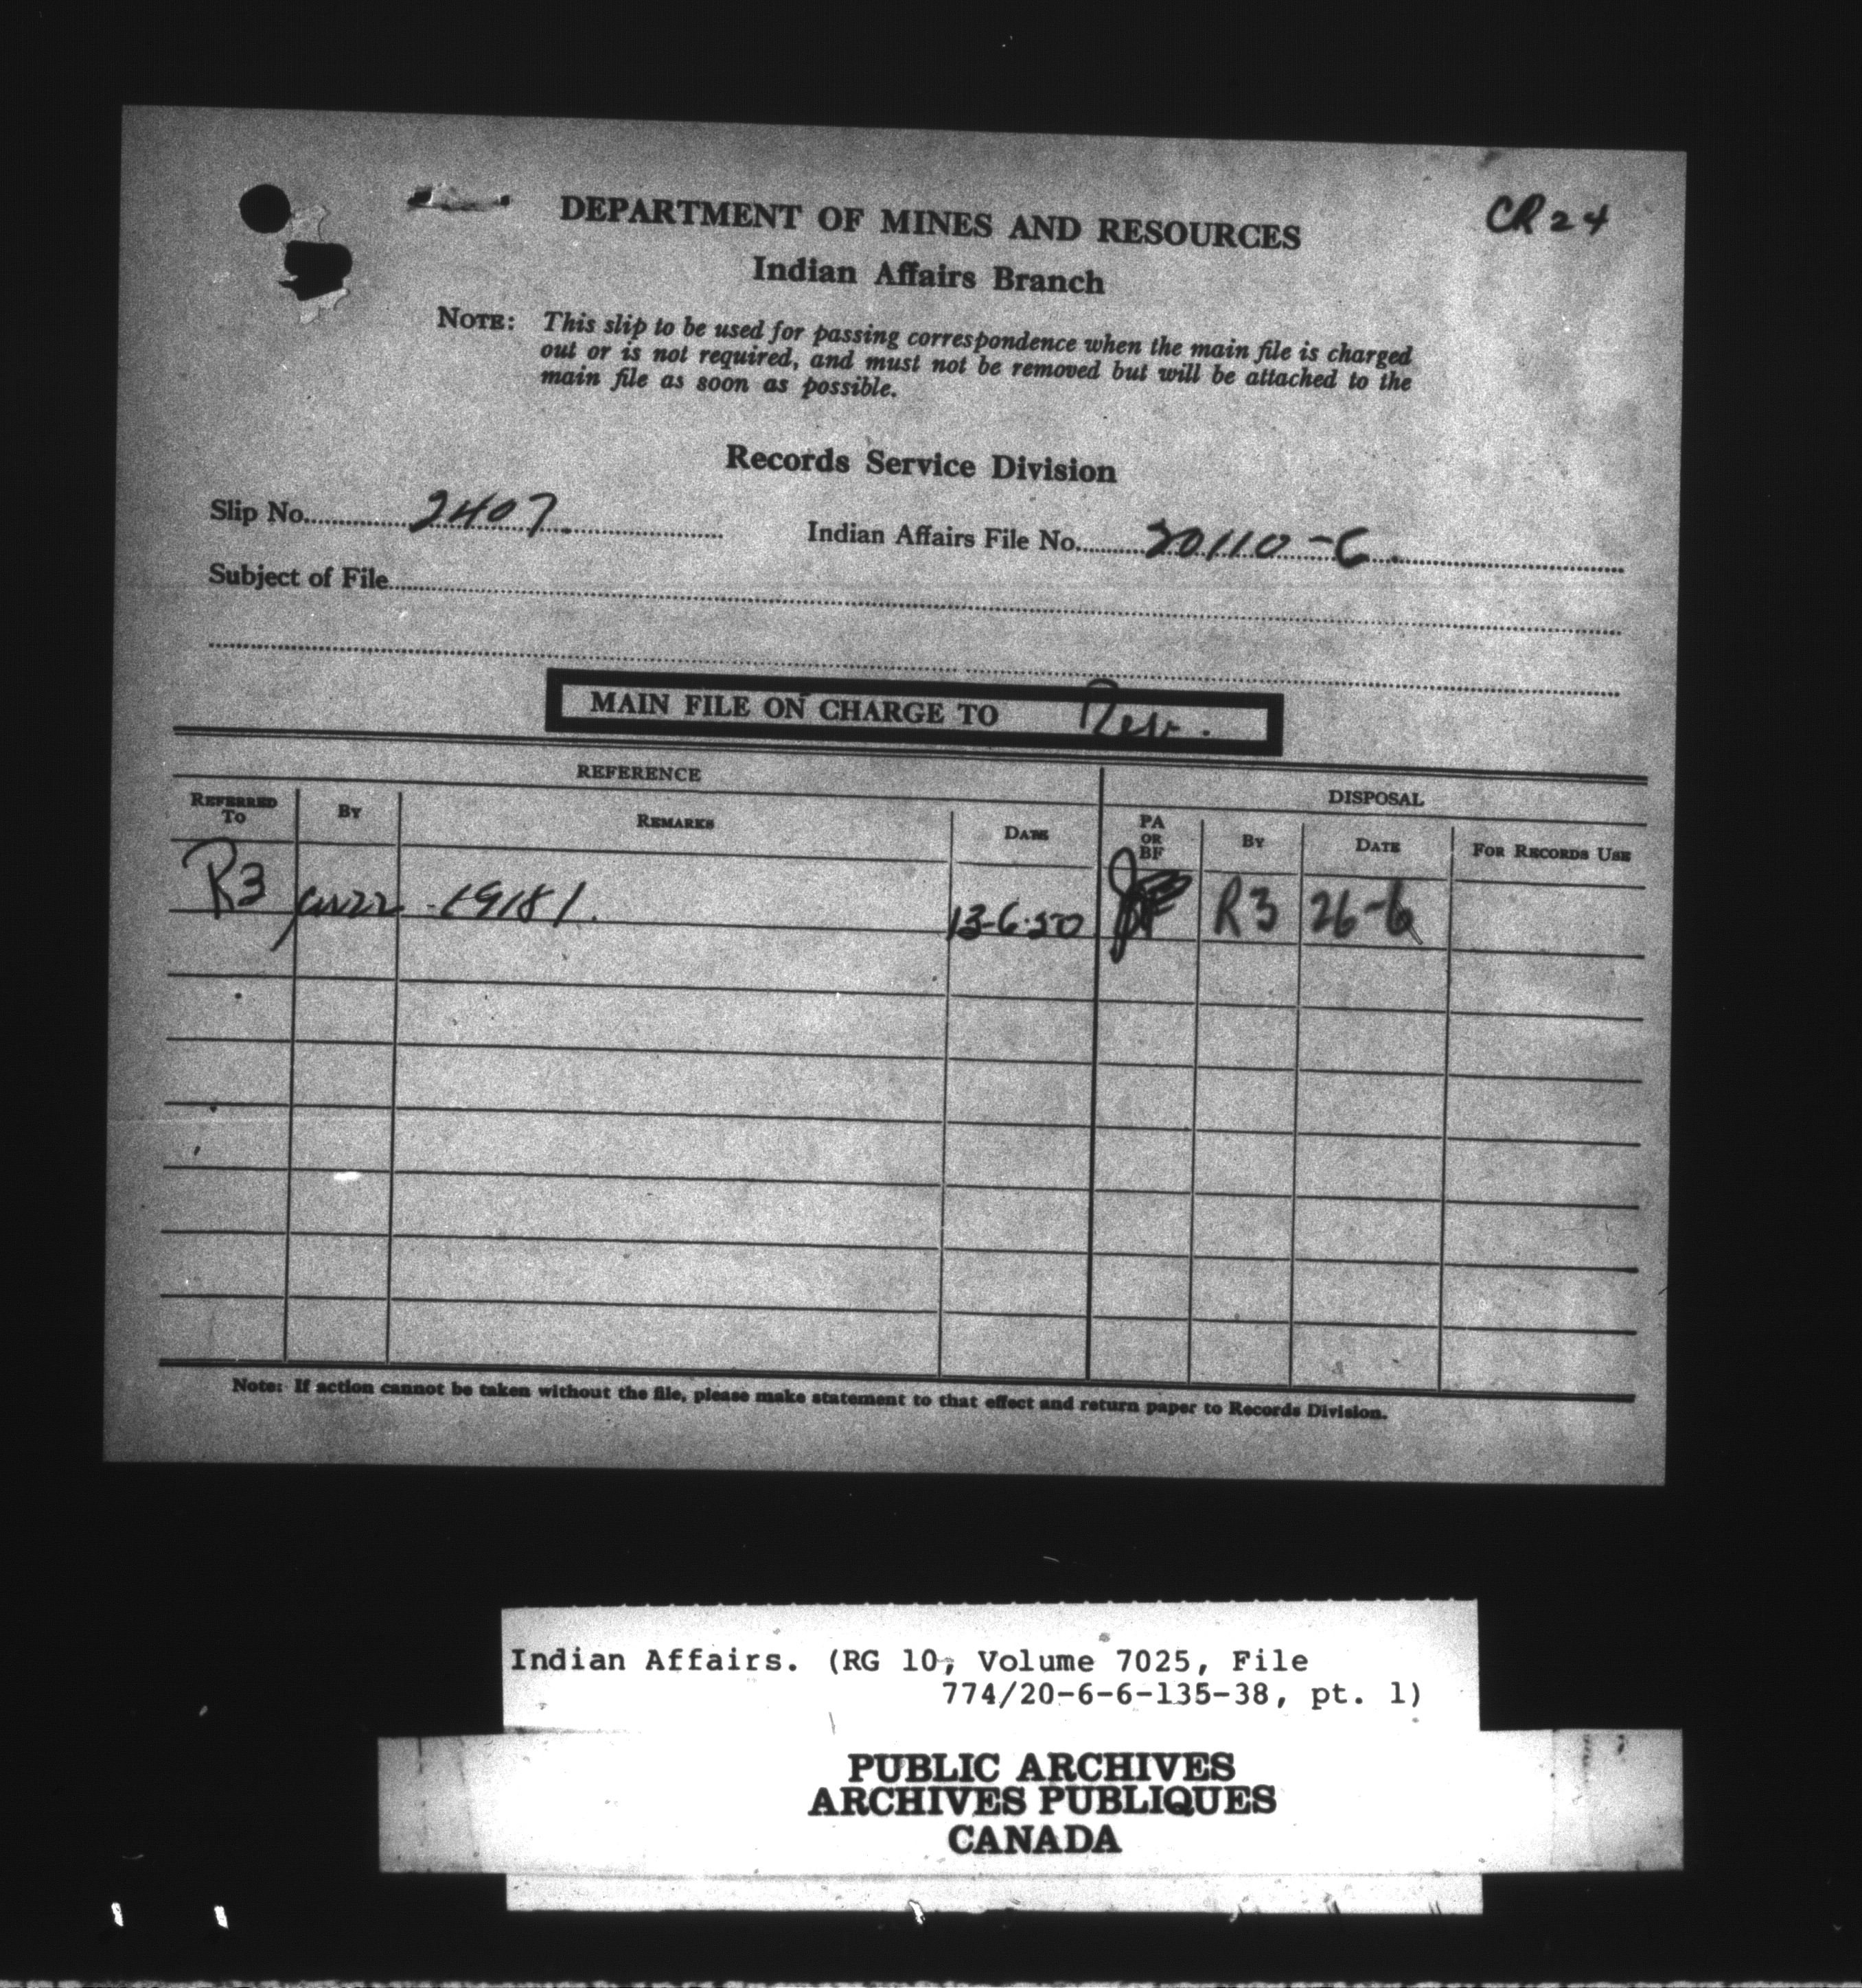 CR 24
DEPARTMENT OF MINES AND RESOURCES
Indian Affairs Branch
NOTE: This slip to be used for passing correspondence when the main file is charged
out or is not required, and must not be removed but will be attached to the
main file as soon as possible.
Records Service Division
Slip No. 2407. Indian Affairs File No. 20110-C.
Subject of File
MAIN FILE ON CHARGE TO
REFERENCE DISPOSAL
REFERRED TO BY REMARKS DATE PA OR BF BY DATE FOR RECORDS USE
R3 19181. 13-6-50 R3 26-6
Note: If action cannot be taken without the file, please make statement to that effect and return paper to Records Division.
Indian Affairs. (RG 10, Volume 7025, File
774/20-6-6-135-38, pt. 1)
PUBLIC ARCHIVES
ARCHIVES PUBLIQUES
CANADA